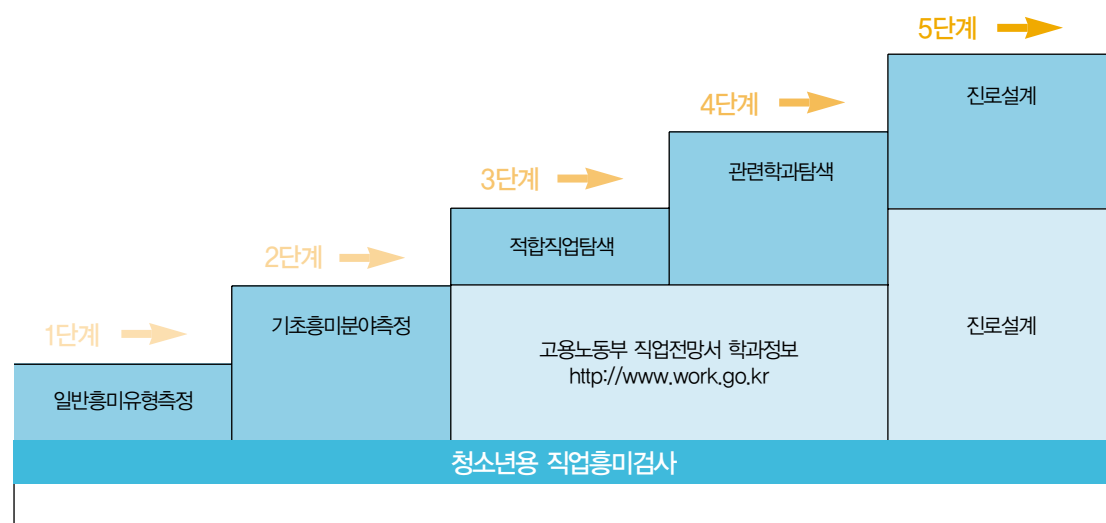 5단계
진로설계
4단계
관련학과탐색
3단계
적합직업탐색
2단계
기초흥미분야측정
1단계
일반흥미유형측정
고용노동부 직업전망서 학과정보
http://www.work.go.kr
진로설계
청소년용 직업흥미검사